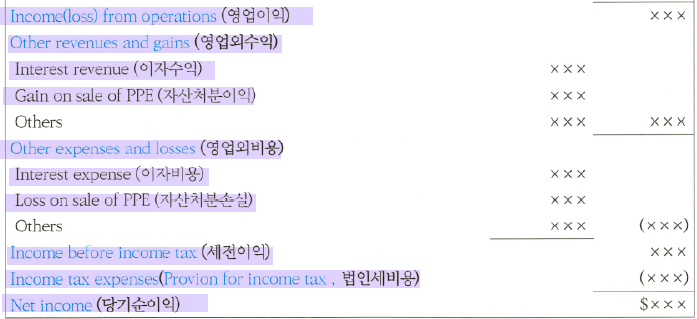 Income(loss) from operations (영업이익) ×××
Other revenues and gains (영업외수익)
Interest revenue (이자수익) ×××
Gain on sale of PPE (자산처분이익) ×××
Others ××× ×××
Other expenses and losses (영업외비용)
Interest expense (이자비용) ×××
Loss on sale of PPE (자산처분손실) ×××
Others ××× (×××)
Income before income tax (세전이익) ×××
Income tax expenses(Provion for income tax , 법인세비용) (×××)
Net income (당기순이익) $×××